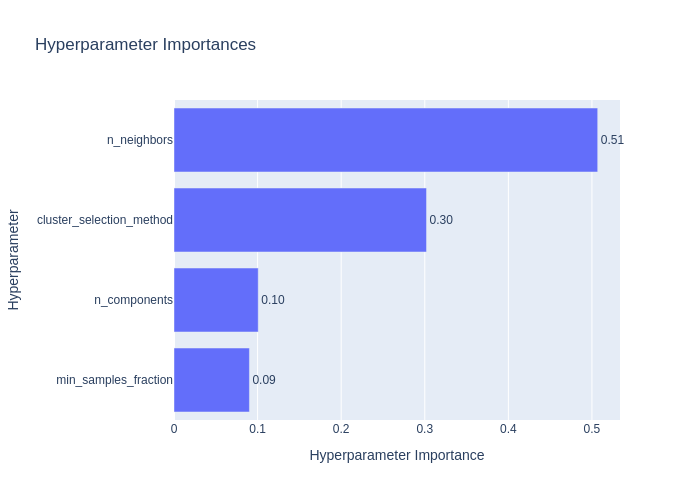 Hyperparameter Importances
Hyperparameter
n_neighbors
0.51
cluster_selection_method
0.30
n_components
0.10
min_samples_fraction
0.09
0 0.1 0.2 0.3 0.4 0.5
Hyperparameter Importance